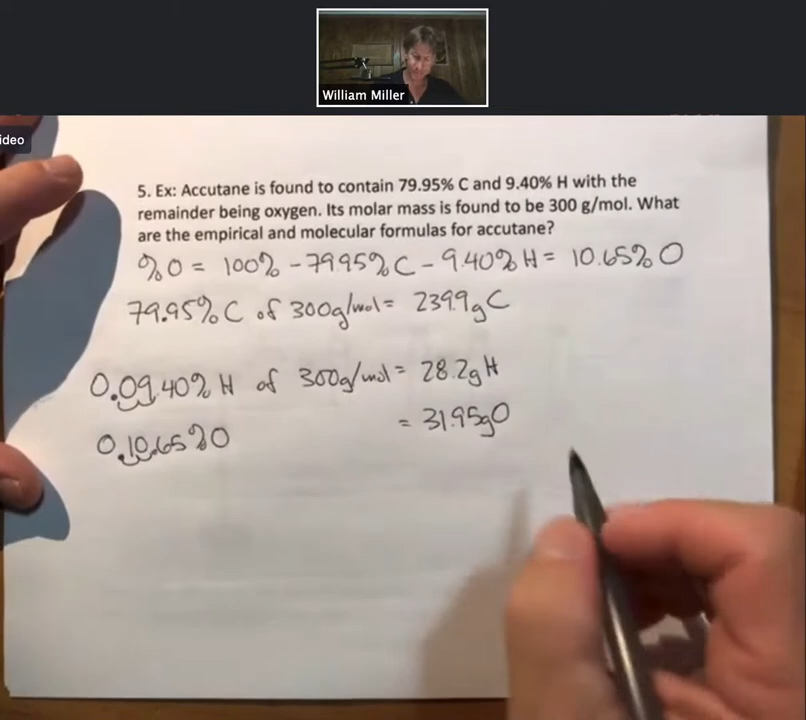 William Miller
ideo
5. Ex: Accutane is found to contain 79.95% C and 9.40% H with the
remainder being oxygen. Its molar mass is found to be 300 g/mol. What
are the empirical and molecular formulas for accutane?
%O = 100% - 79.95% C - 9.40% H = 10.65% O
79.95% C of 300g/mol = 239.9g C
0.09.40% H of 300g/mol = 28.2g H
0.10.65% O = 31.95g O